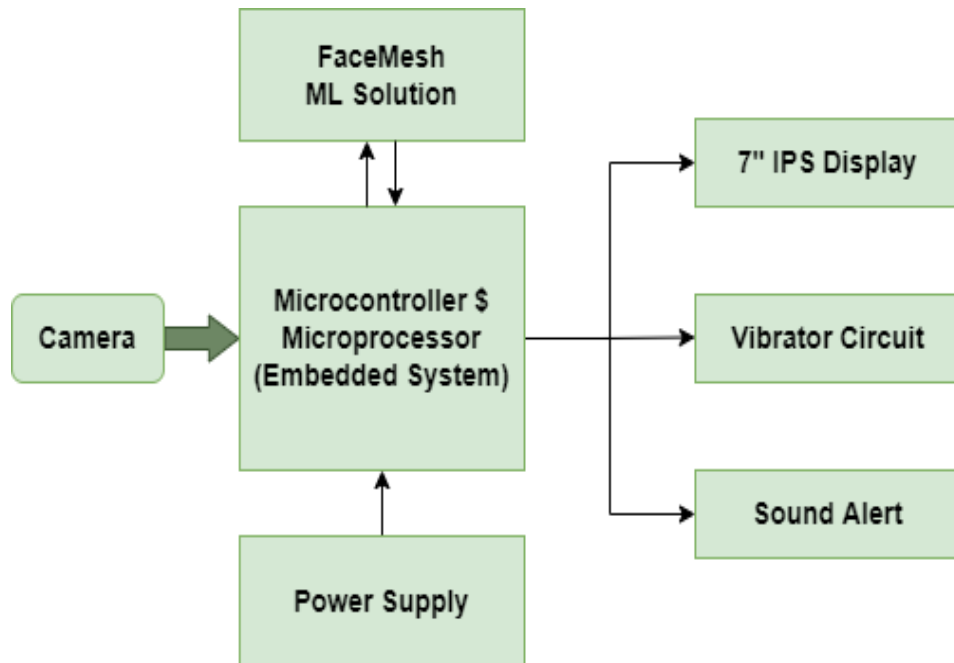 FaceMesh
ML Solution
7" IPS Display
Camera
Microcontroller $
Microprocessor
(Embedded System)
Vibrator Circuit
Sound Alert
Power Supply